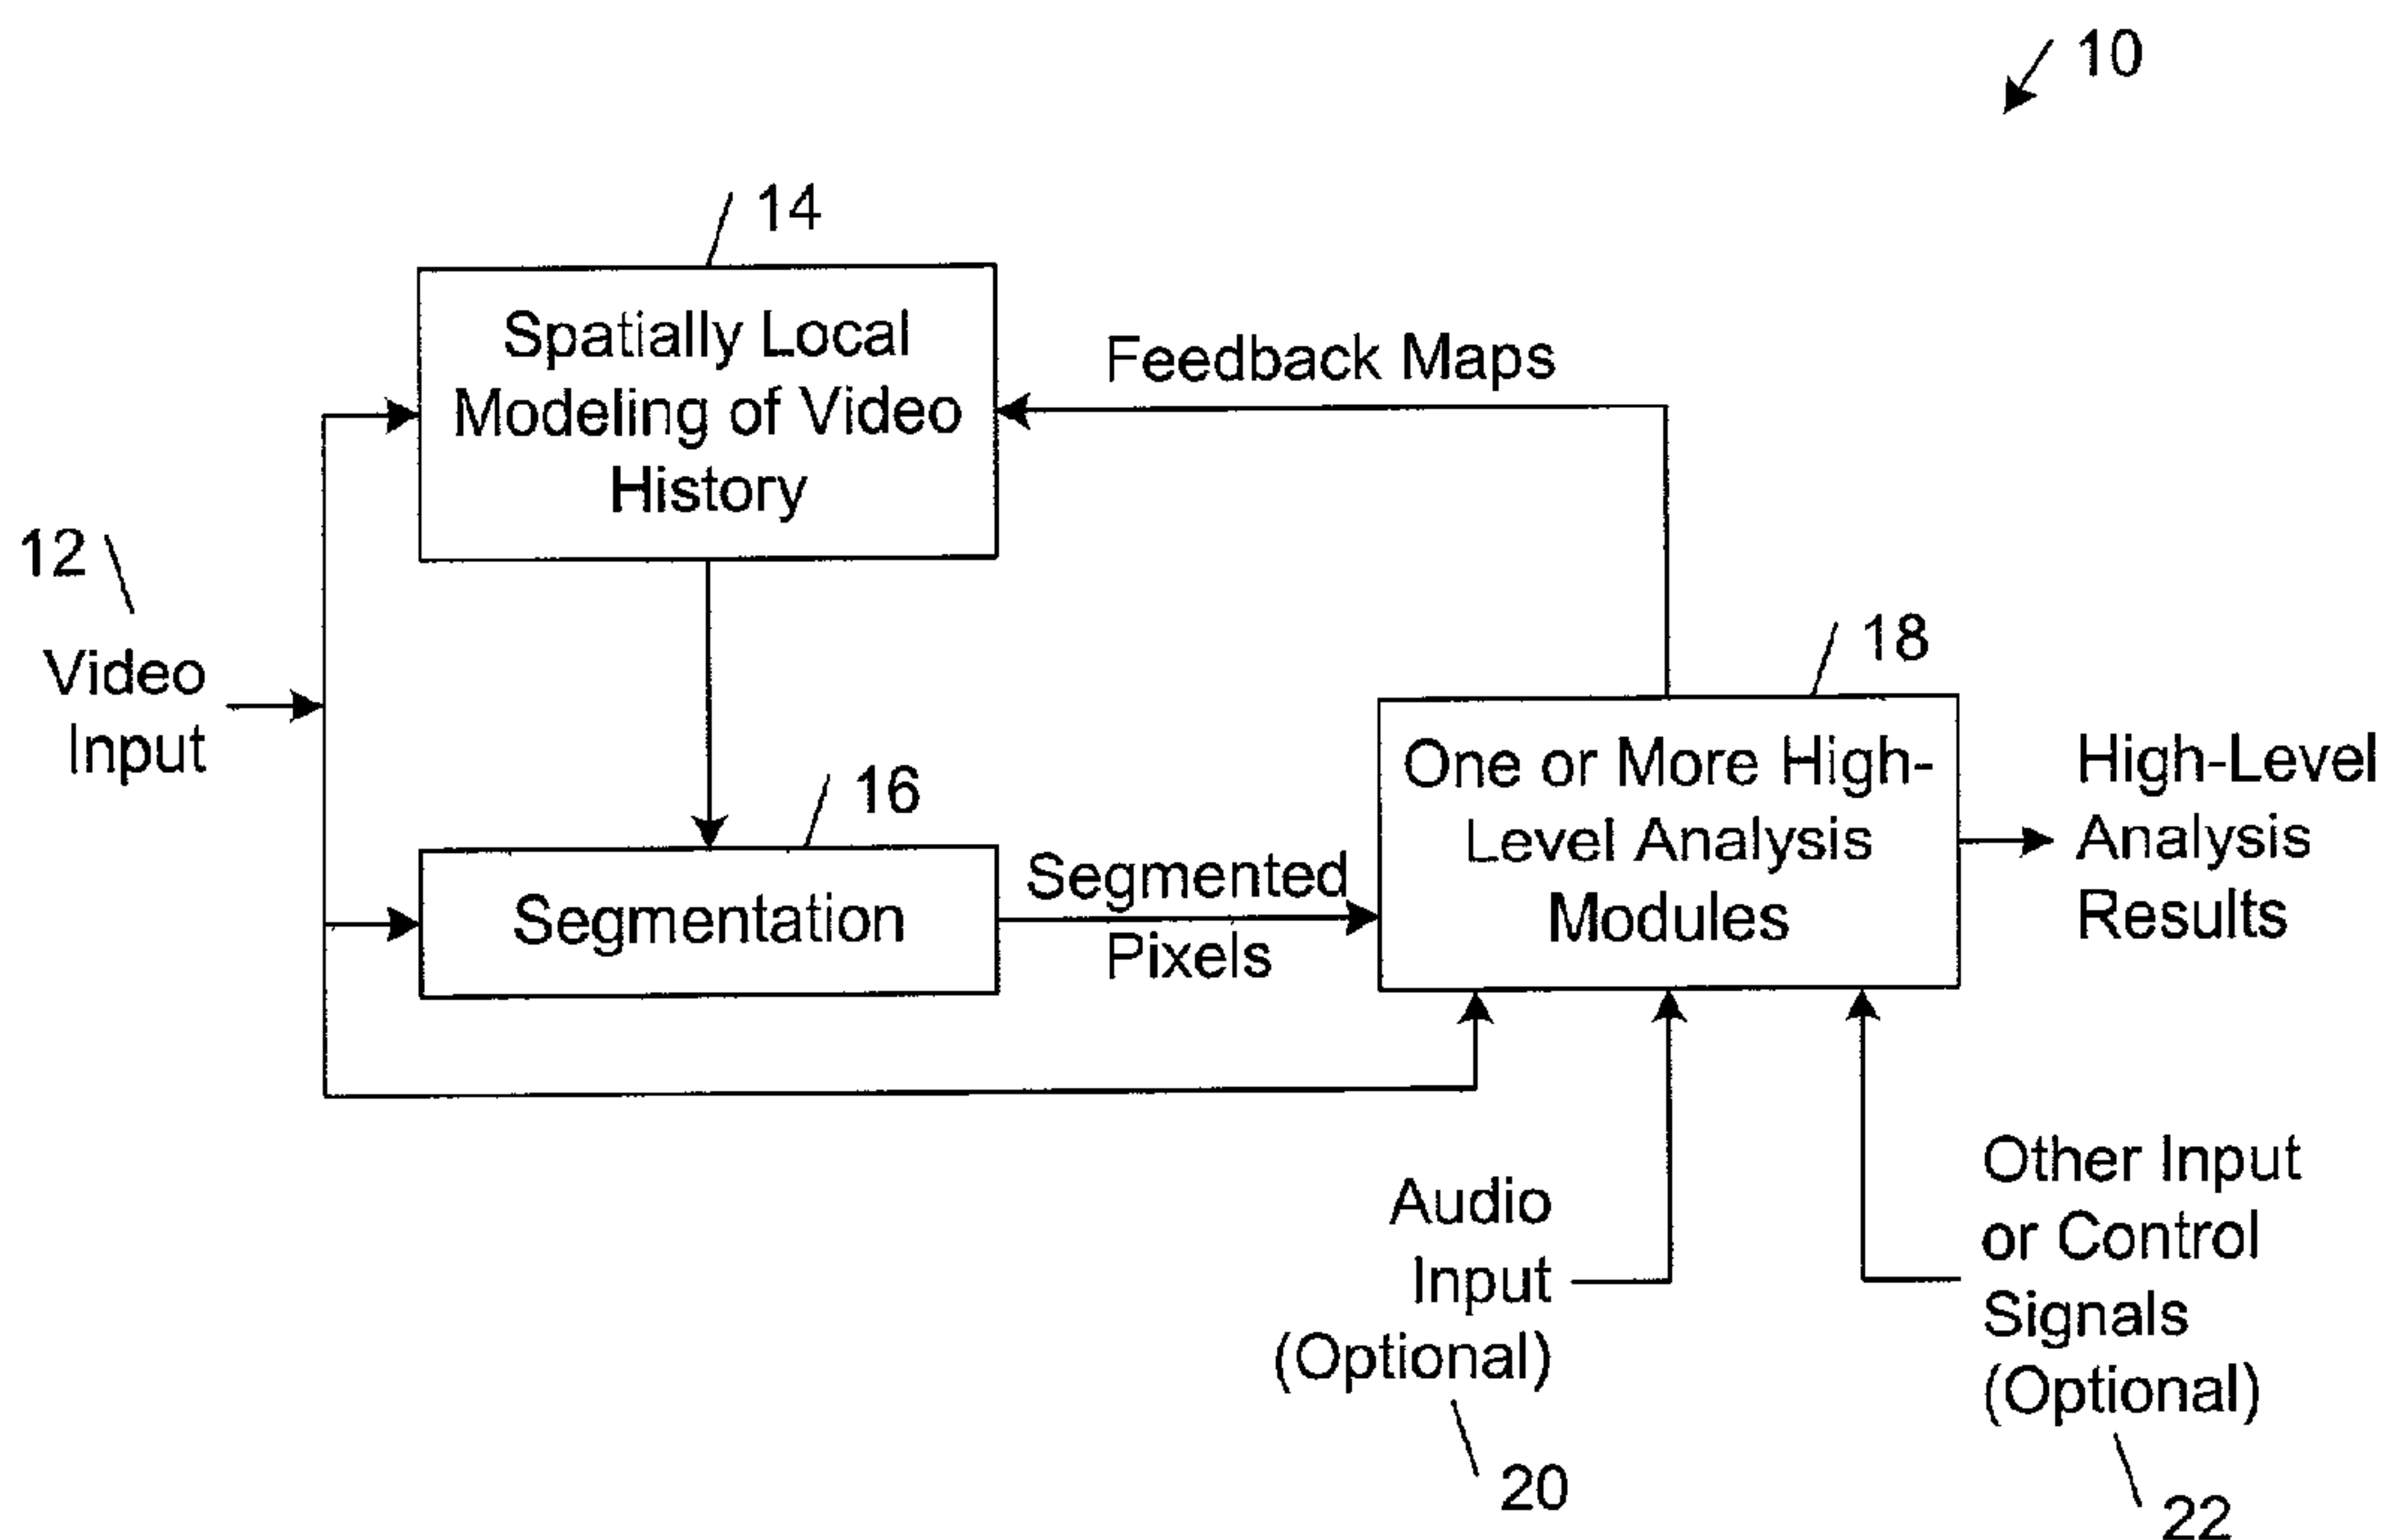 10
14
Spatially Local
Modeling of Video
History
Feedback Maps
12
Video
Input
18
One or More High-
Level Analysis
Modules
High-Level
Analysis
Results
16
Segmentation
Segmented
Pixels
Audio
Input
(Optional)
20
Other Input
or Control
Signals
(Optional)
22